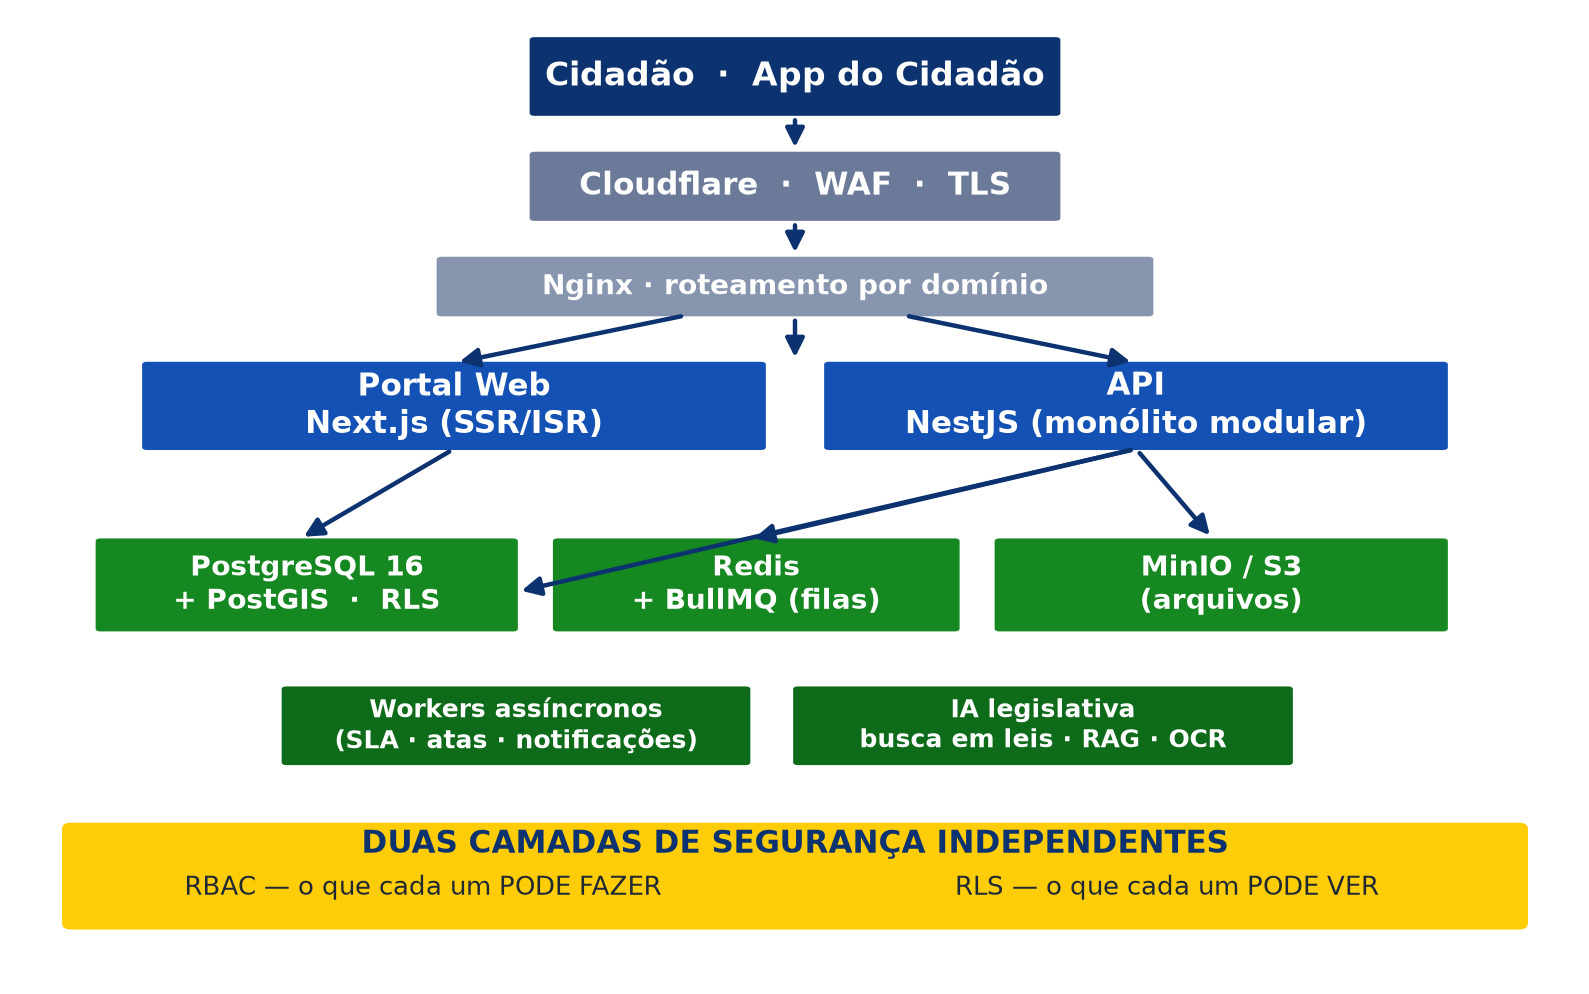 Cidadão · App do Cidadão
Cloudflare · WAF · TLS
Nginx · roteamento por domínio
Portal Web
Next.js (SSR/ISR)
API
NestJS (monólito modular)
PostgreSQL 16
+ PostGIS · RLS
Redis
+ BullMQ (filas)
MinIO / S3
(arquivos)
Workers assíncronos
(SLA · atas · notificações)
IA legislativa
busca em leis · RAG · OCR
DUAS CAMADAS DE SEGURANÇA INDEPENDENTES
RBAC — o que cada um PODE FAZER
RLS — o que cada um PODE VER